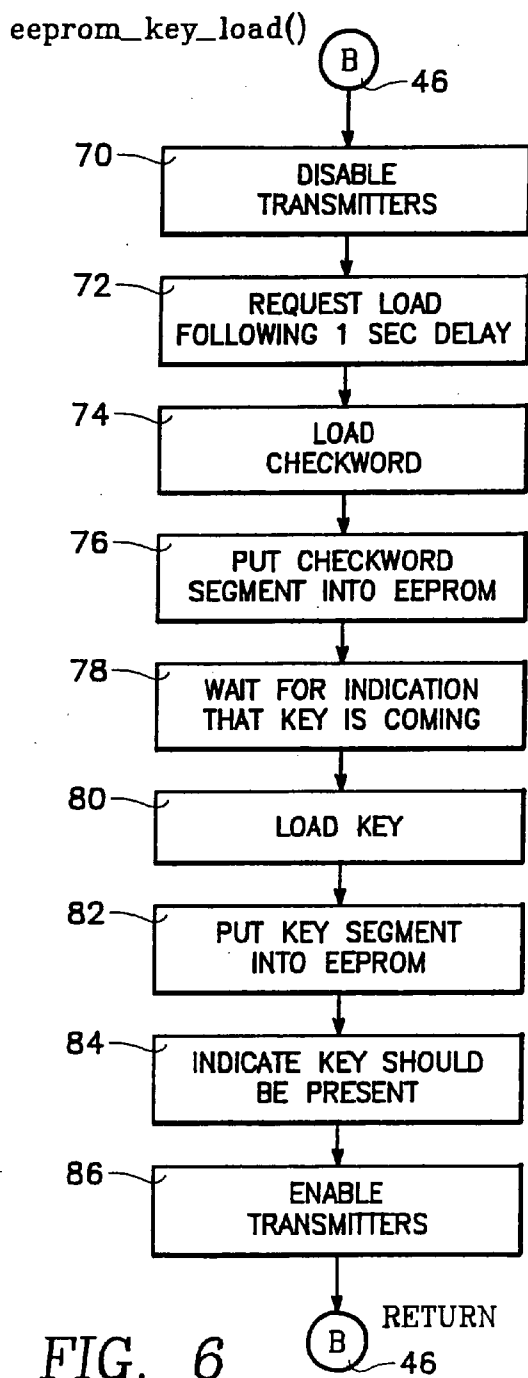 eeprom_key_load()
B
46
70
DISABLE
TRANSMITTERS
72
REQUEST LOAD
FOLLOWING 1 SEC DELAY
74
LOAD
CHECKWORD
76
PUT CHECKWORD
SEGMENT INTO EEPROM
78
WAIT FOR INDICATION
THAT KEY IS COMING
80
LOAD KEY
82
PUT KEY SEGMENT
INTO EEPROM
84
INDICATE KEY SHOULD
BE PRESENT
86
ENABLE
TRANSMITTERS
B
RETURN
46
FIG. 6